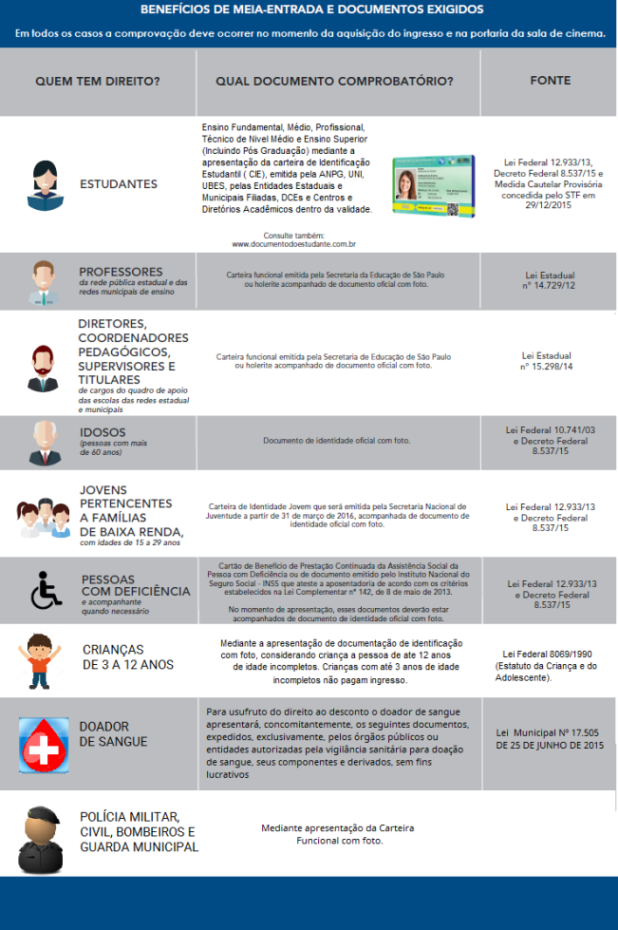 BENEFÍCIOS DE MEIA-ENTRADA E DOCUMENTOS EXIGIDOS
Em todos os casos a comprovação deve ocorrer no momento da aquisição do ingresso e na portaria da sala de cinema.
QUEM TEM DIREITO?
QUAL DOCUMENTO COMPROBATÓRIO?
FONTE
ESTUDANTES
Ensino Fundamental, Médio, Profissional,
Técnico de Nivel Médio e Ensino Superior
(Incluindo Pós Graduação) mediante a
apresentação da carteira de Identificação
Estudantil ( CIE), emitida pela ANPG, UNI,
UBES, pelas Entidades Estaduais e
Municipais Filiadas, DCEs e Centros e
Diretórios Acadêmicos dentro da validade.
Consulte também:
www.documentodoestudante.com.br
Lei Federal 12.933/13,
Decreto Federal 8.537/15 e
Medida Cautelar Provisória
concedida pelo STF em
29/12/2015
PROFESSORES
da rede pública estadual e das
redes municipais de ensino
Carteira funcional emitida pela Secretaria da Educação de São Paulo
ou holerite acompanhado de documento oficial com foto.
Lei Estadual
nº 14.729/12
DIRETORES,
COORDENADORES
PEDAGÓGICOS,
SUPERVISORES E
TITULARES
de cargos do quadro de apoio
das escolas das redes estadual
e municipais
Carteira funcional emitida pela Secretaria de Educação de São Paulo
ou holerite acompanhado de documento oficial com foto.
Lei Estadual
nº 15.298/14
IDOSOS
(pessoas com mais
de 60 anos)
Documento de identidade oficial com foto.
Lei Federal 10.741/03
e Decreto Federal
8.537/15
JOVENS
PERTENCENTES
A FAMÍLIAS
DE BAIXA RENDA,
com idades de 15 a 29 anos
Carteira de Identidade Jovem que será emitida pela Secretaria Nacional de
Juventude a partir de 31 de março de 2016, acompanhada de documento de
identidade oficial com foto.
Lei Federal 12.933/13
e Decreto Federal
8.537/15
PESSOAS
COM DEFICIÊNCIA
e acompanhante
quando necessário
Cartão de Benefício de Prestação Continuada da Assistência Social da
Pessoa com Deficiência ou de documento emitido pelo Instituto Nacional do
Seguro Social - INSS que ateste a aposentadoria de acordo com os critérios
estabelecidos na Lei Complementar nº 142, de 8 de maio de 2013.
No momento de apresentação, esses documentos deverão estar
acompanhados de documento de identidade oficial com foto.
Lei Federal 12.933/13
e Decreto Federal
8.537/15
CRIANÇAS
DE 3 A 12 ANOS
Mediante a apresentação de documentação de identificação
com foto, considerando criança a pessoa de ate 12 anos
de idade incompletos. Crianças com até 3 anos de idade
incompletos não pagam ingresso.
Lei Federal 8069/1990
(Estatuto da Criança e do
Adolescente).
DOADOR
DE SANGUE
Para usufruto do direito ao desconto o doador de sangue
apresentará, concomitantemente, os seguintes documentos,
expedidos, exclusivamente, pelos órgãos públicos ou
entidades autorizadas pela vigilância sanitária para doação
de sangue, seus componentes e derivados, sem fins
lucrativos
Lei Municipal Nº 17.505
DE 25 DE JUNHO DE 2015
POLÍCIA MILITAR,
CIVIL, BOMBEIROS E
GUARDA MUNICIPAL
Mediante apresentação da Carteira
Funcional com foto.